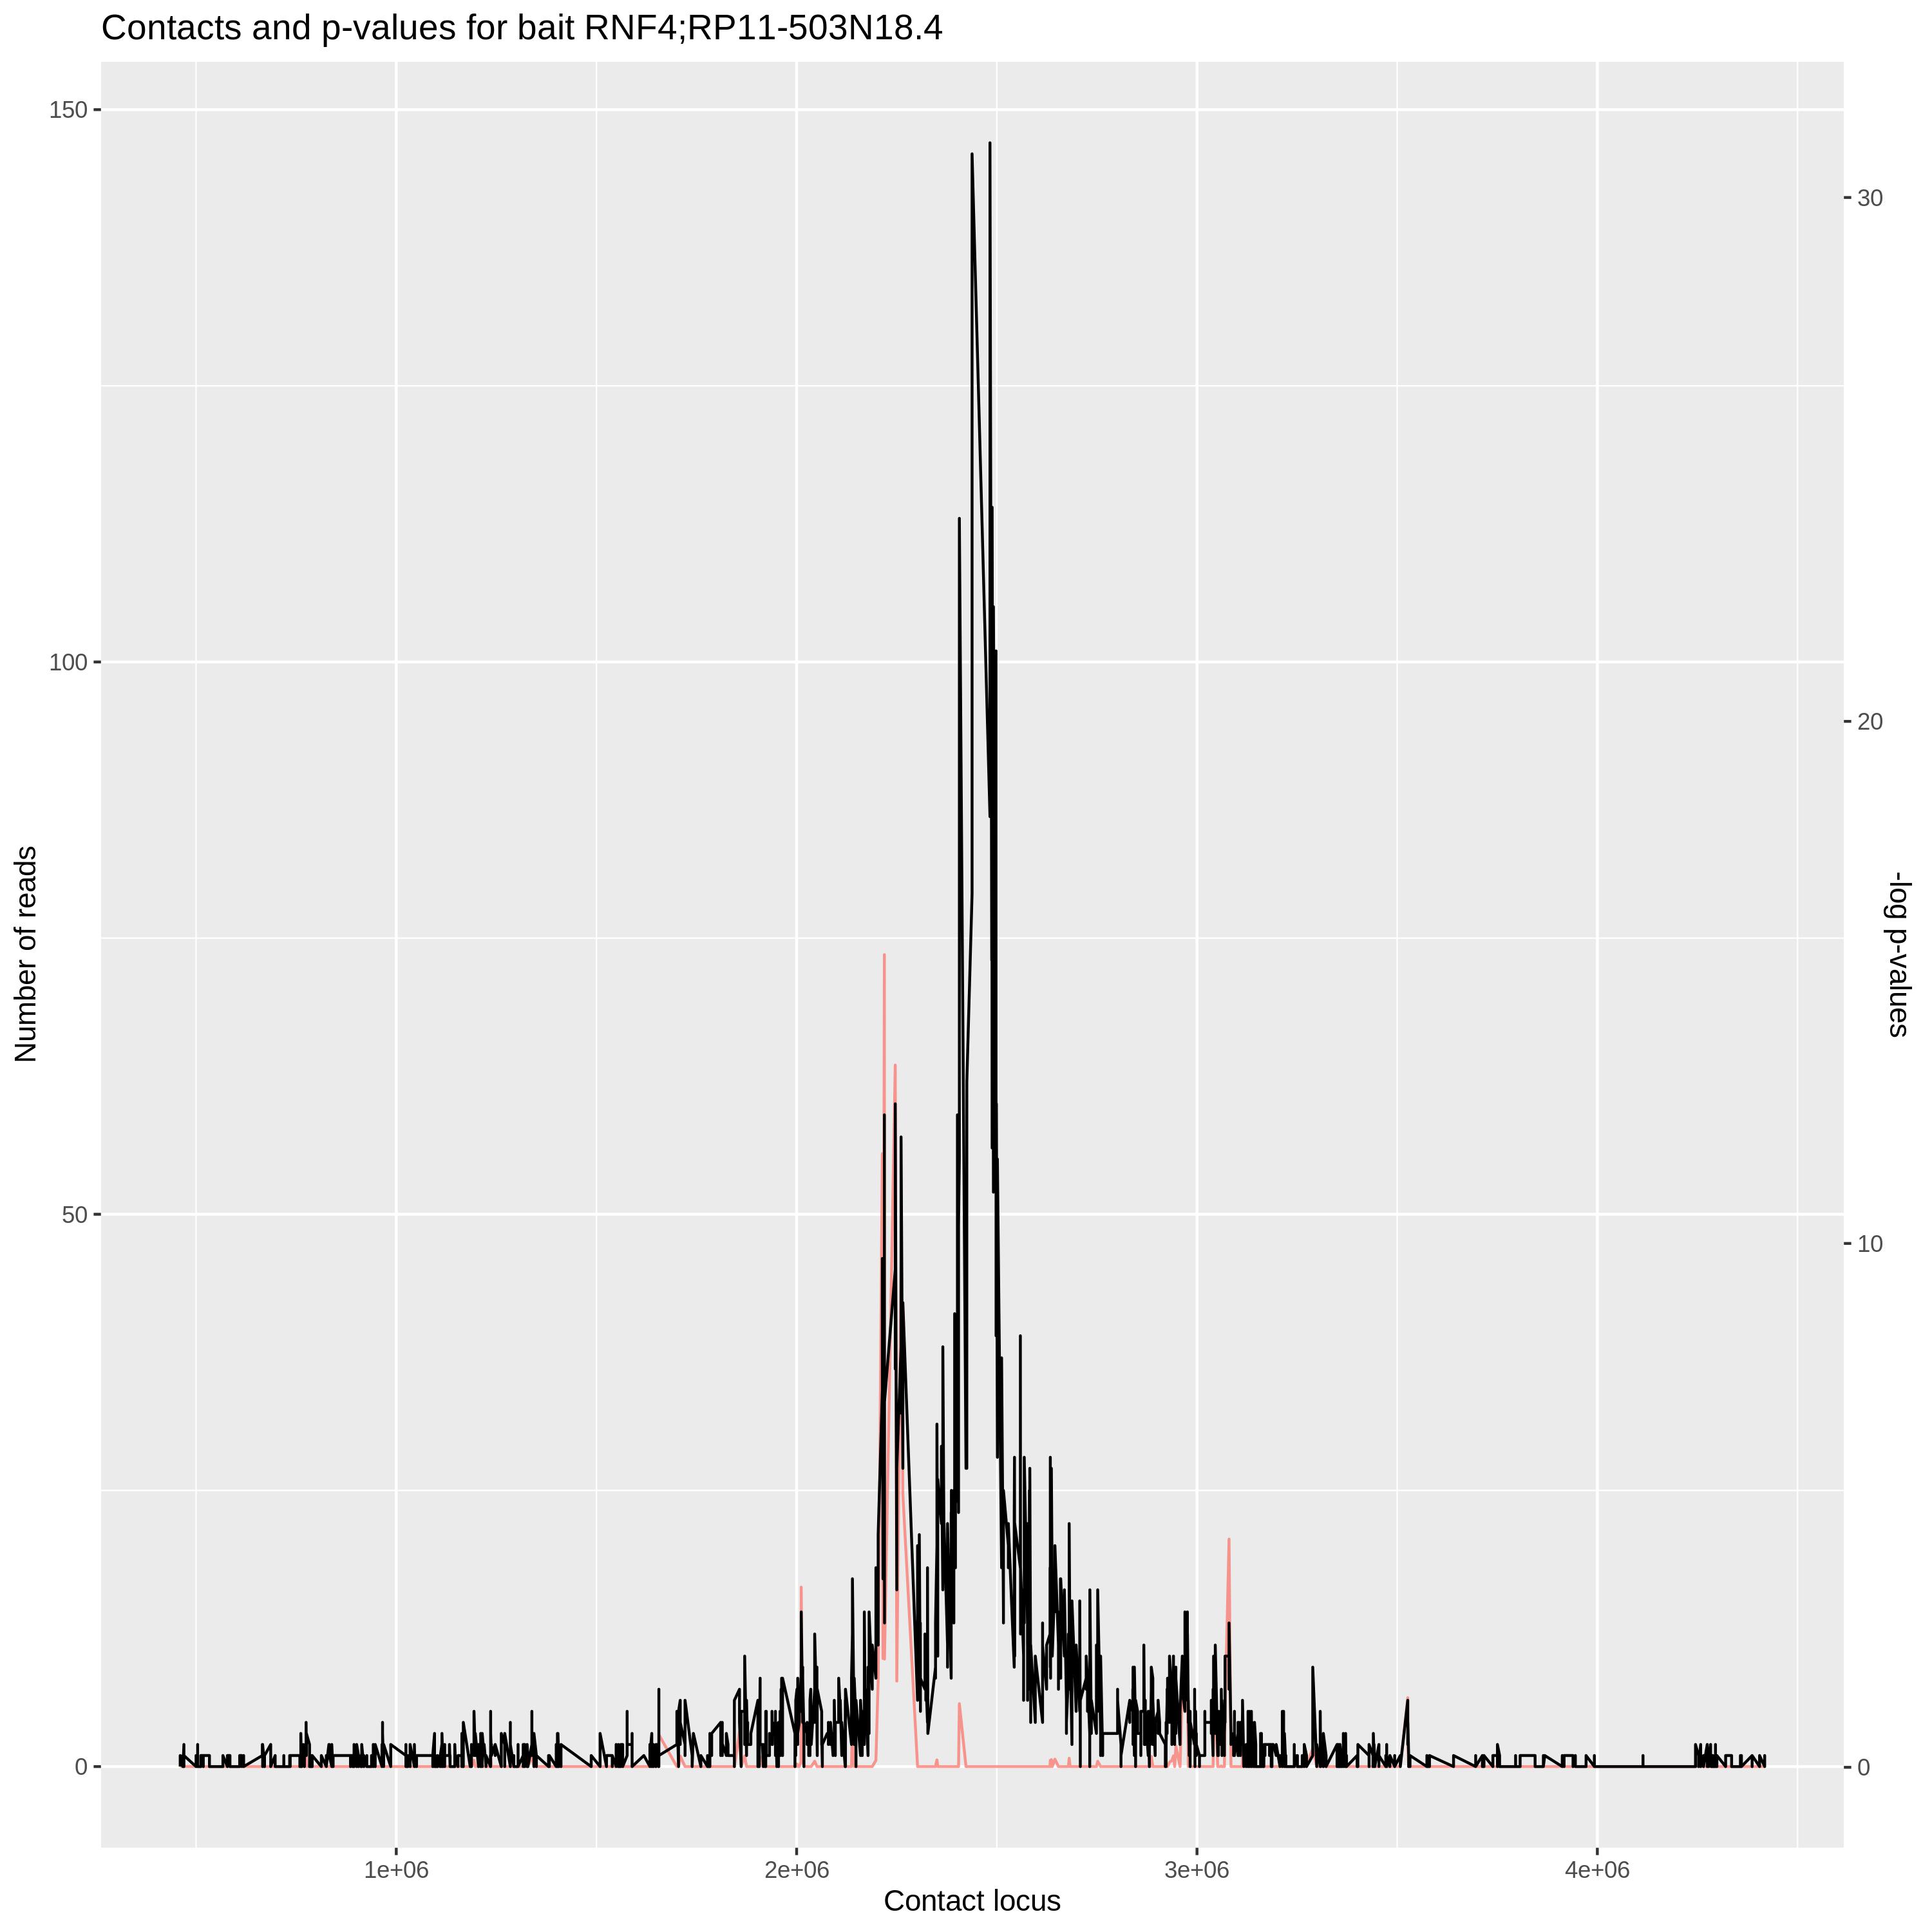 Contacts and p-values for bait RNF4;RP11-503N18.4
150
100
50
0
Number of reads
30
20
10
0
-log p-values
1e+06
2e+06
3e+06
4e+06
Contact locus